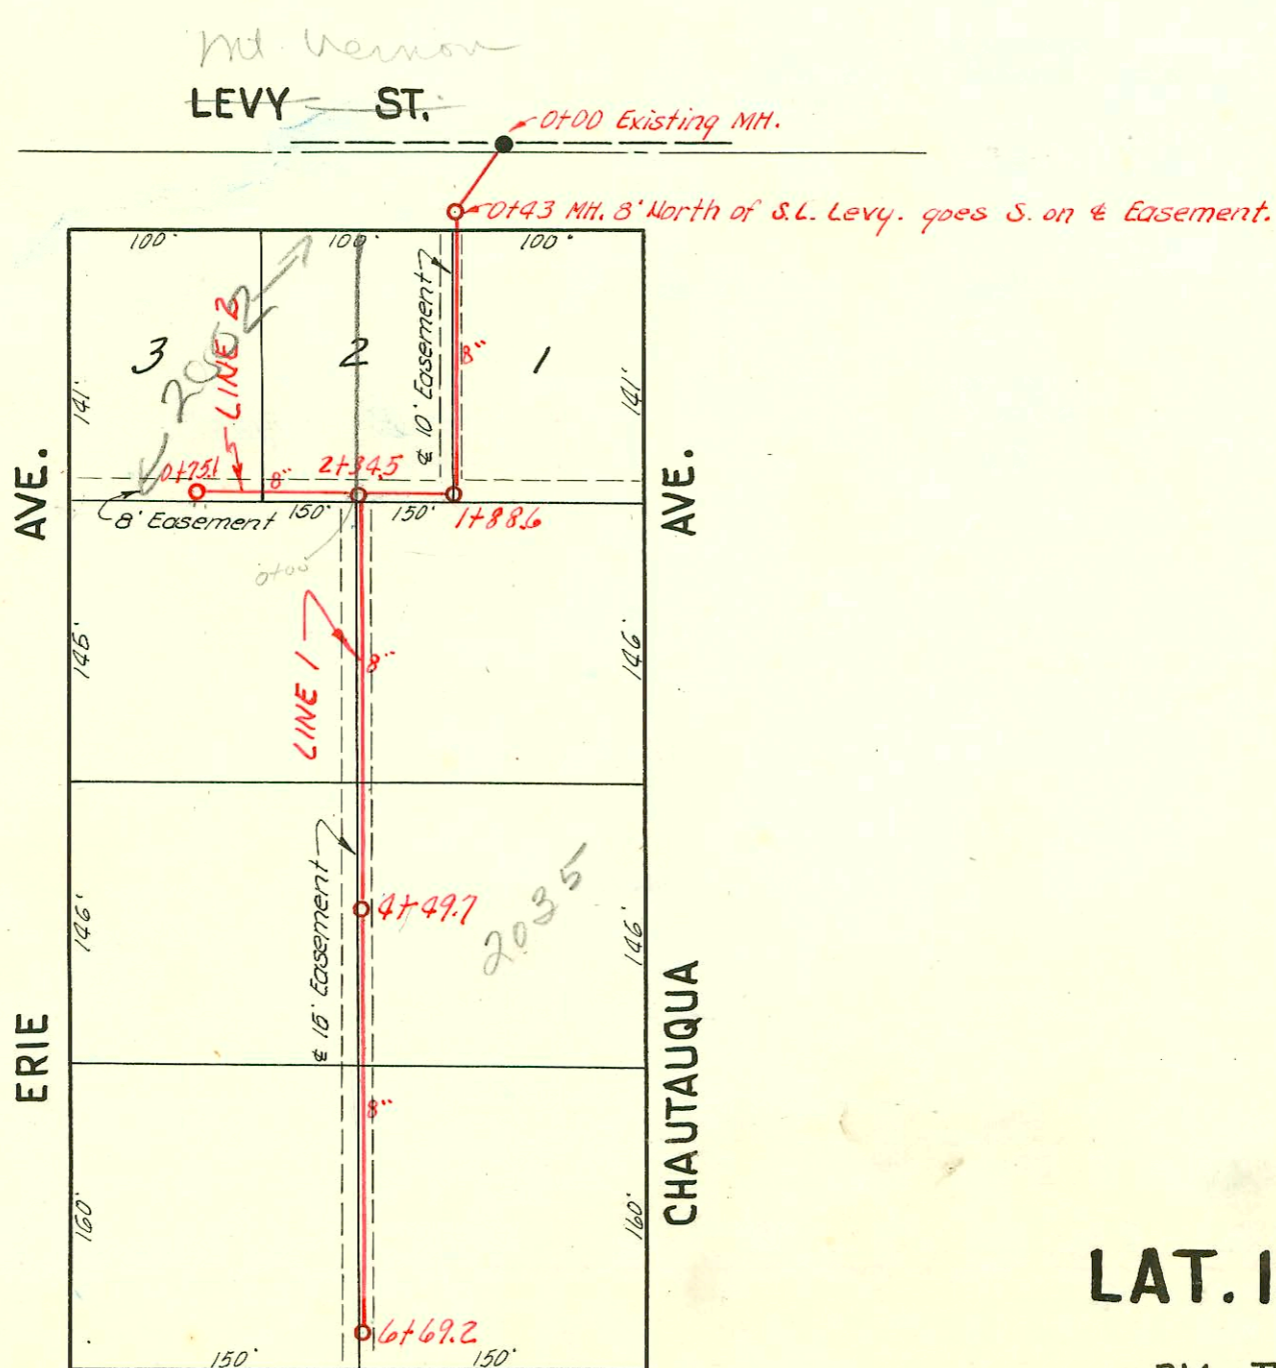 Mt Vernon
LEVY ST.
0+00 Existing MH.
0+43 MH. 8' North of S.L. Levy. goes S. on ℄ Easement.
100' 100' 100'
3 2 1
2002
LINE 2
℄ 10' Easement
8"
141' 141'
0+75.1 8" 2+34.5
8' Easement 150' 150' 1+88.6
0+00
AVE. AVE.
145' 146'
LINE 1
8"
℄ 15' Easement
4+49.7
2035
146' 146'
ERIE
CHAUTAUQUA
8"
160' 160'
6+69.2
150' 150'
LAT. 1